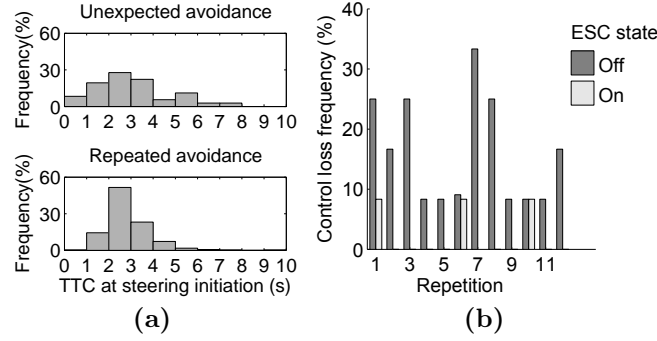 Unexpected avoidance
Frequency(%)
60
30
0
0 1 2 3 4 5 6 7 8 9 10
Repeated avoidance
Frequency(%)
60
30
0
0 1 2 3 4 5 6 7 8 9 10
TTC at steering initiation (s)
(a)
Control loss frequency (%)
40
30
20
10
0
1 3 5 7 9 11
Repetition
ESC state
Off
On
(b)